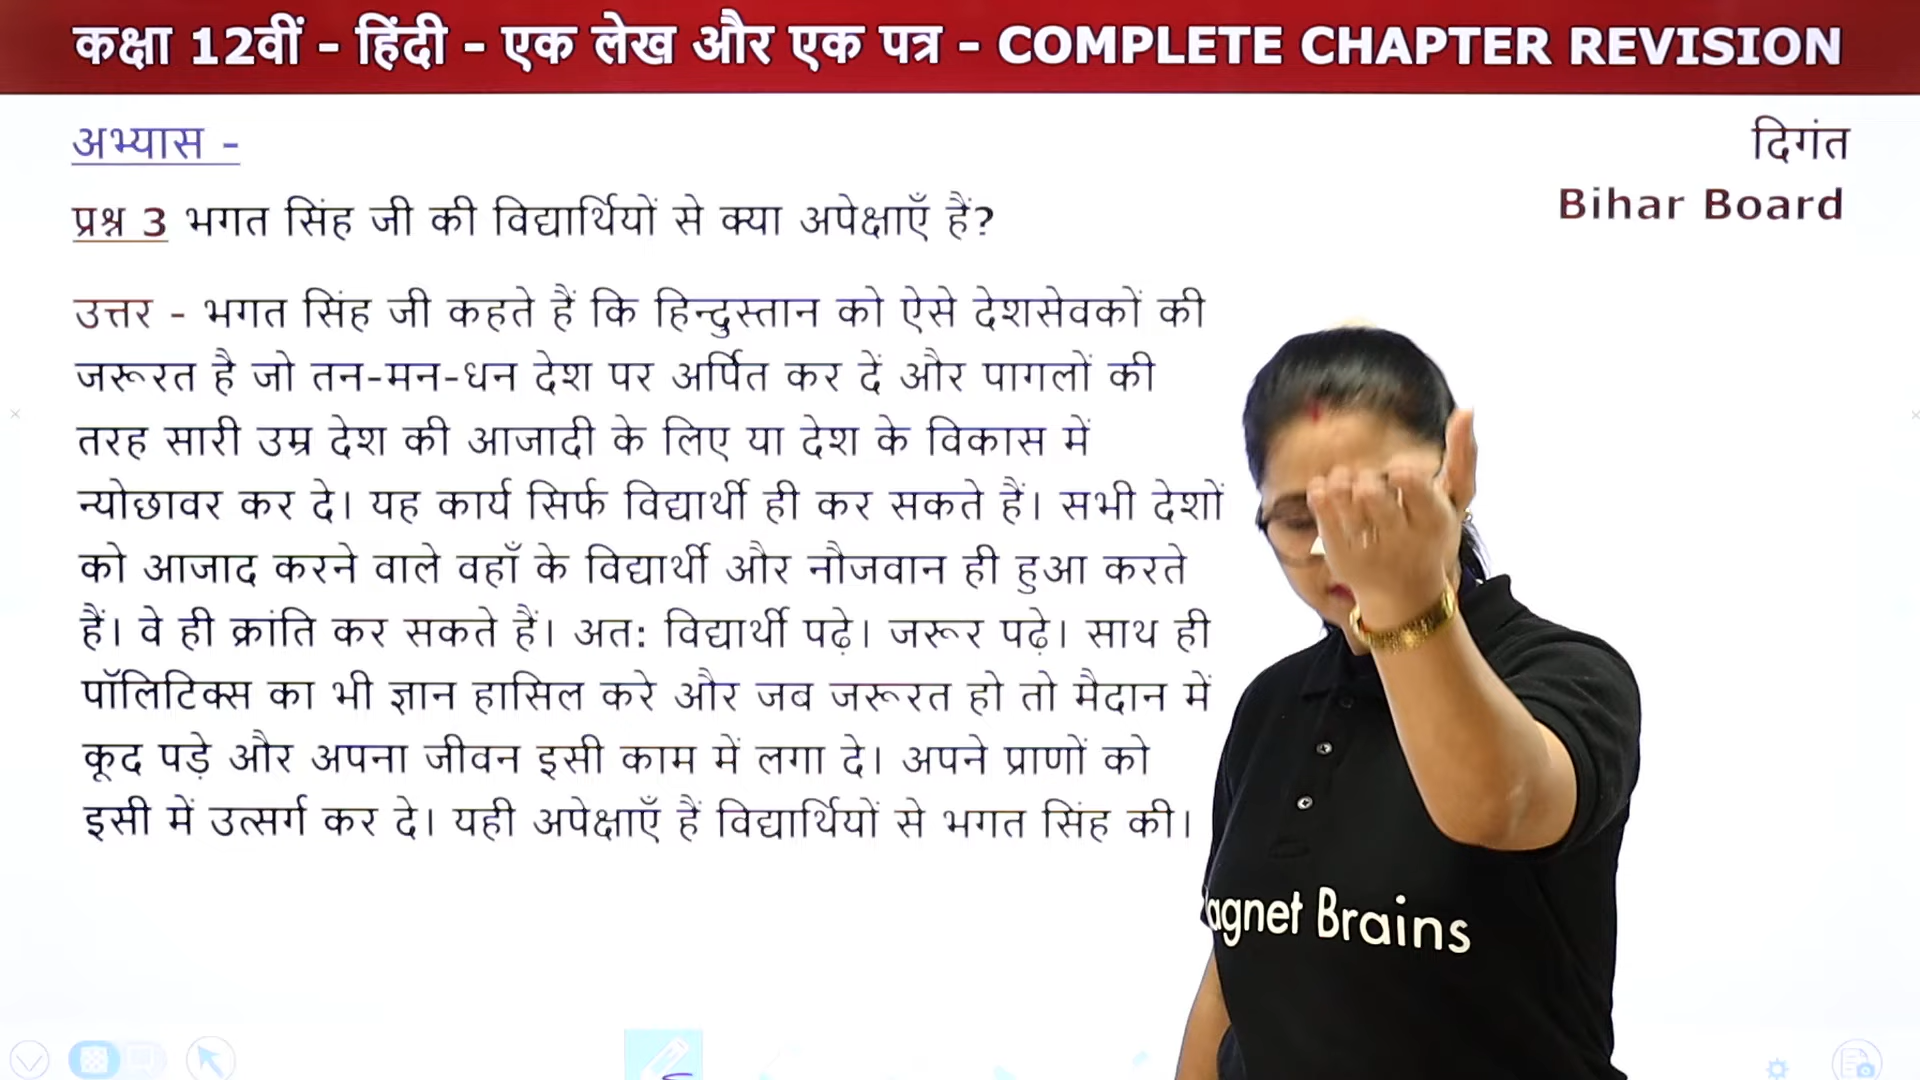 कक्षा 12वीं - हिंदी - एक लेख और एक पत्र - COMPLETE CHAPTER REVISION
अभ्यास -
दिगंत
Bihar Board
प्रश्न 3 भगत सिंह जी की विद्यार्थियों से क्या अपेक्षाएँ हैं?
उत्तर - भगत सिंह जी कहते हैं कि हिन्दुस्तान को ऐसे देशसेवकों की
जरूरत है जो तन-मन-धन देश पर अर्पित कर दें और पागलों की
तरह सारी उम्र देश की आजादी के लिए या देश के विकास में
न्योछावर कर दे। यह कार्य सिर्फ विद्यार्थी ही कर सकते हैं। सभी देशों
को आजाद करने वाले वहाँ के विद्यार्थी और नौजवान ही हुआ करते
हैं। वे ही क्रांति कर सकते हैं। अत: विद्यार्थी पढ़े। जरूर पढ़े। साथ ही
पॉलिटिक्स का भी ज्ञान हासिल करे और जब जरूरत हो तो मैदान में
कूद पड़े और अपना जीवन इसी काम में लगा दे। अपने प्राणों को
इसी में उत्सर्ग कर दे। यही अपेक्षाएँ हैं विद्यार्थियों से भगत सिंह की।
agnet Brains